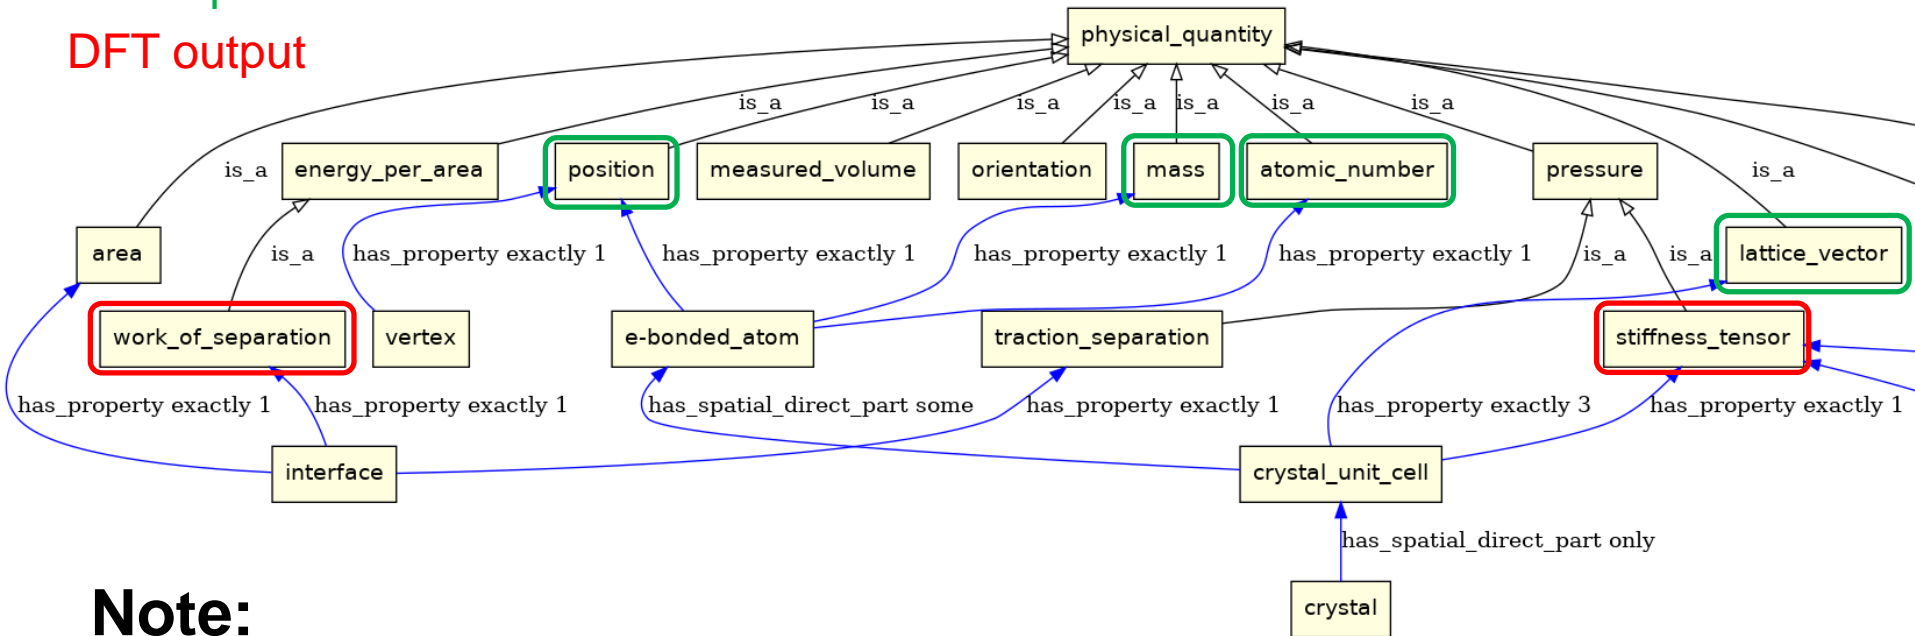 DFT output
physical_quantity
is_a is_a is_a is_a is_a is_a is_a
energy_per_area position measured_volume orientation mass atomic_number pressure
is_a is_a
area has_property exactly 1 has_property exactly 1 has_property exactly 1 has_property exactly 1 lattice_vector
is_a is_a is_a
work_of_separation vertex e-bonded_atom traction_separation stiffness_tensor
has_property exactly 1 has_property exactly 1 has_spatial_direct_part some has_property exactly 1 has_property exactly 3 has_property exactly 1
interface crystal_unit_cell
has_spatial_direct_part only
crystal
Note: